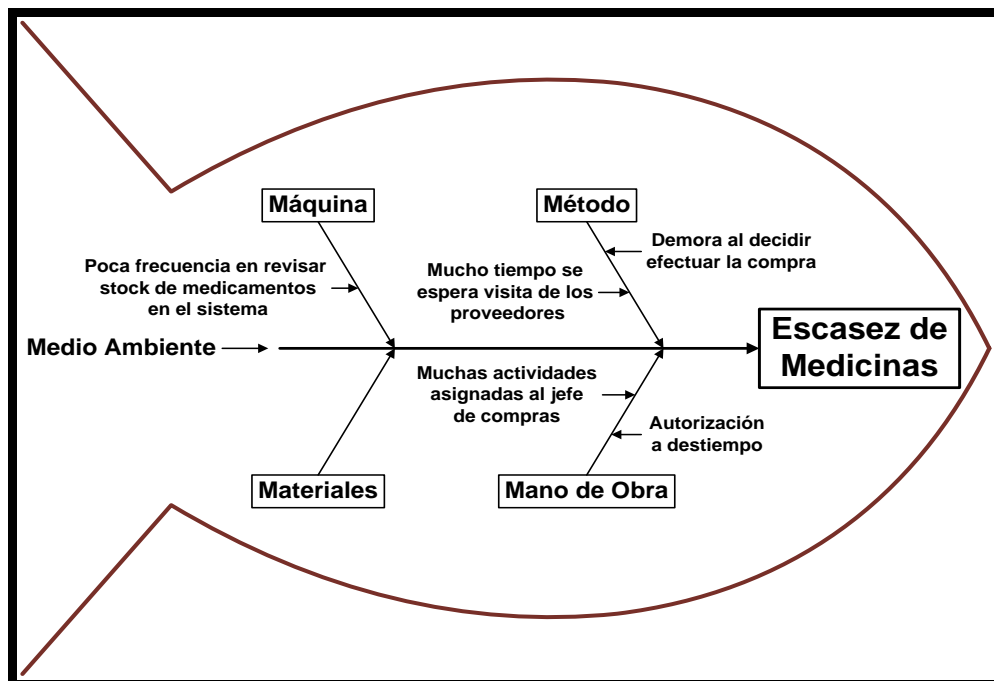 Máquina
Método
Poca frecuencia en revisar
stock de medicamentos
en el sistema
Mucho tiempo se
espera visita de los
proveedores
Demora al decidir
efectuar la compra
Medio Ambiente
Escasez de
Medicinas
Muchas actividades
asignadas al jefe
de compras
Autorización
a destiempo
Materiales
Mano de Obra